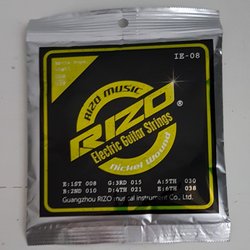 IE-08
RIZO MUSIC
RIZO
Electric Guitar Strings
Nickel Wound
E:1ST 008 G:3RD 015 A:5TH 030
B:2ND 010 D:4TH 021 E:6TH 038
Guangzhou RIZO musical Instrument Co., Ltd